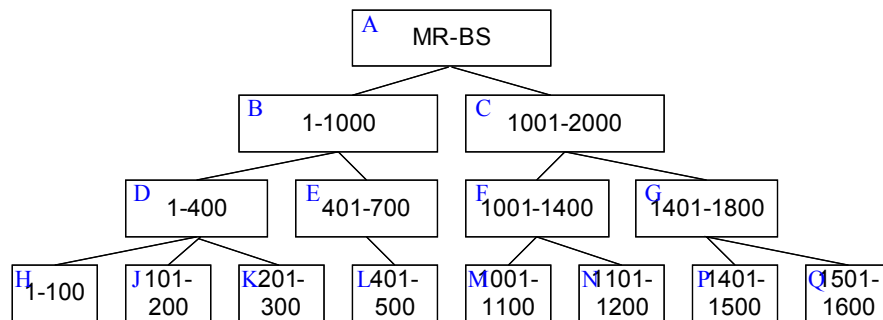 A MR-BS
B 1-1000
C 1001-2000
D 1-400
E 401-700
F 1001-1400
G 1401-1800
H 1-100
J 101-
200
K 201-
300
L 401-
500
M 1001-
1100
N 1101-
1200
P 1401-
1500
Q 1501-
1600